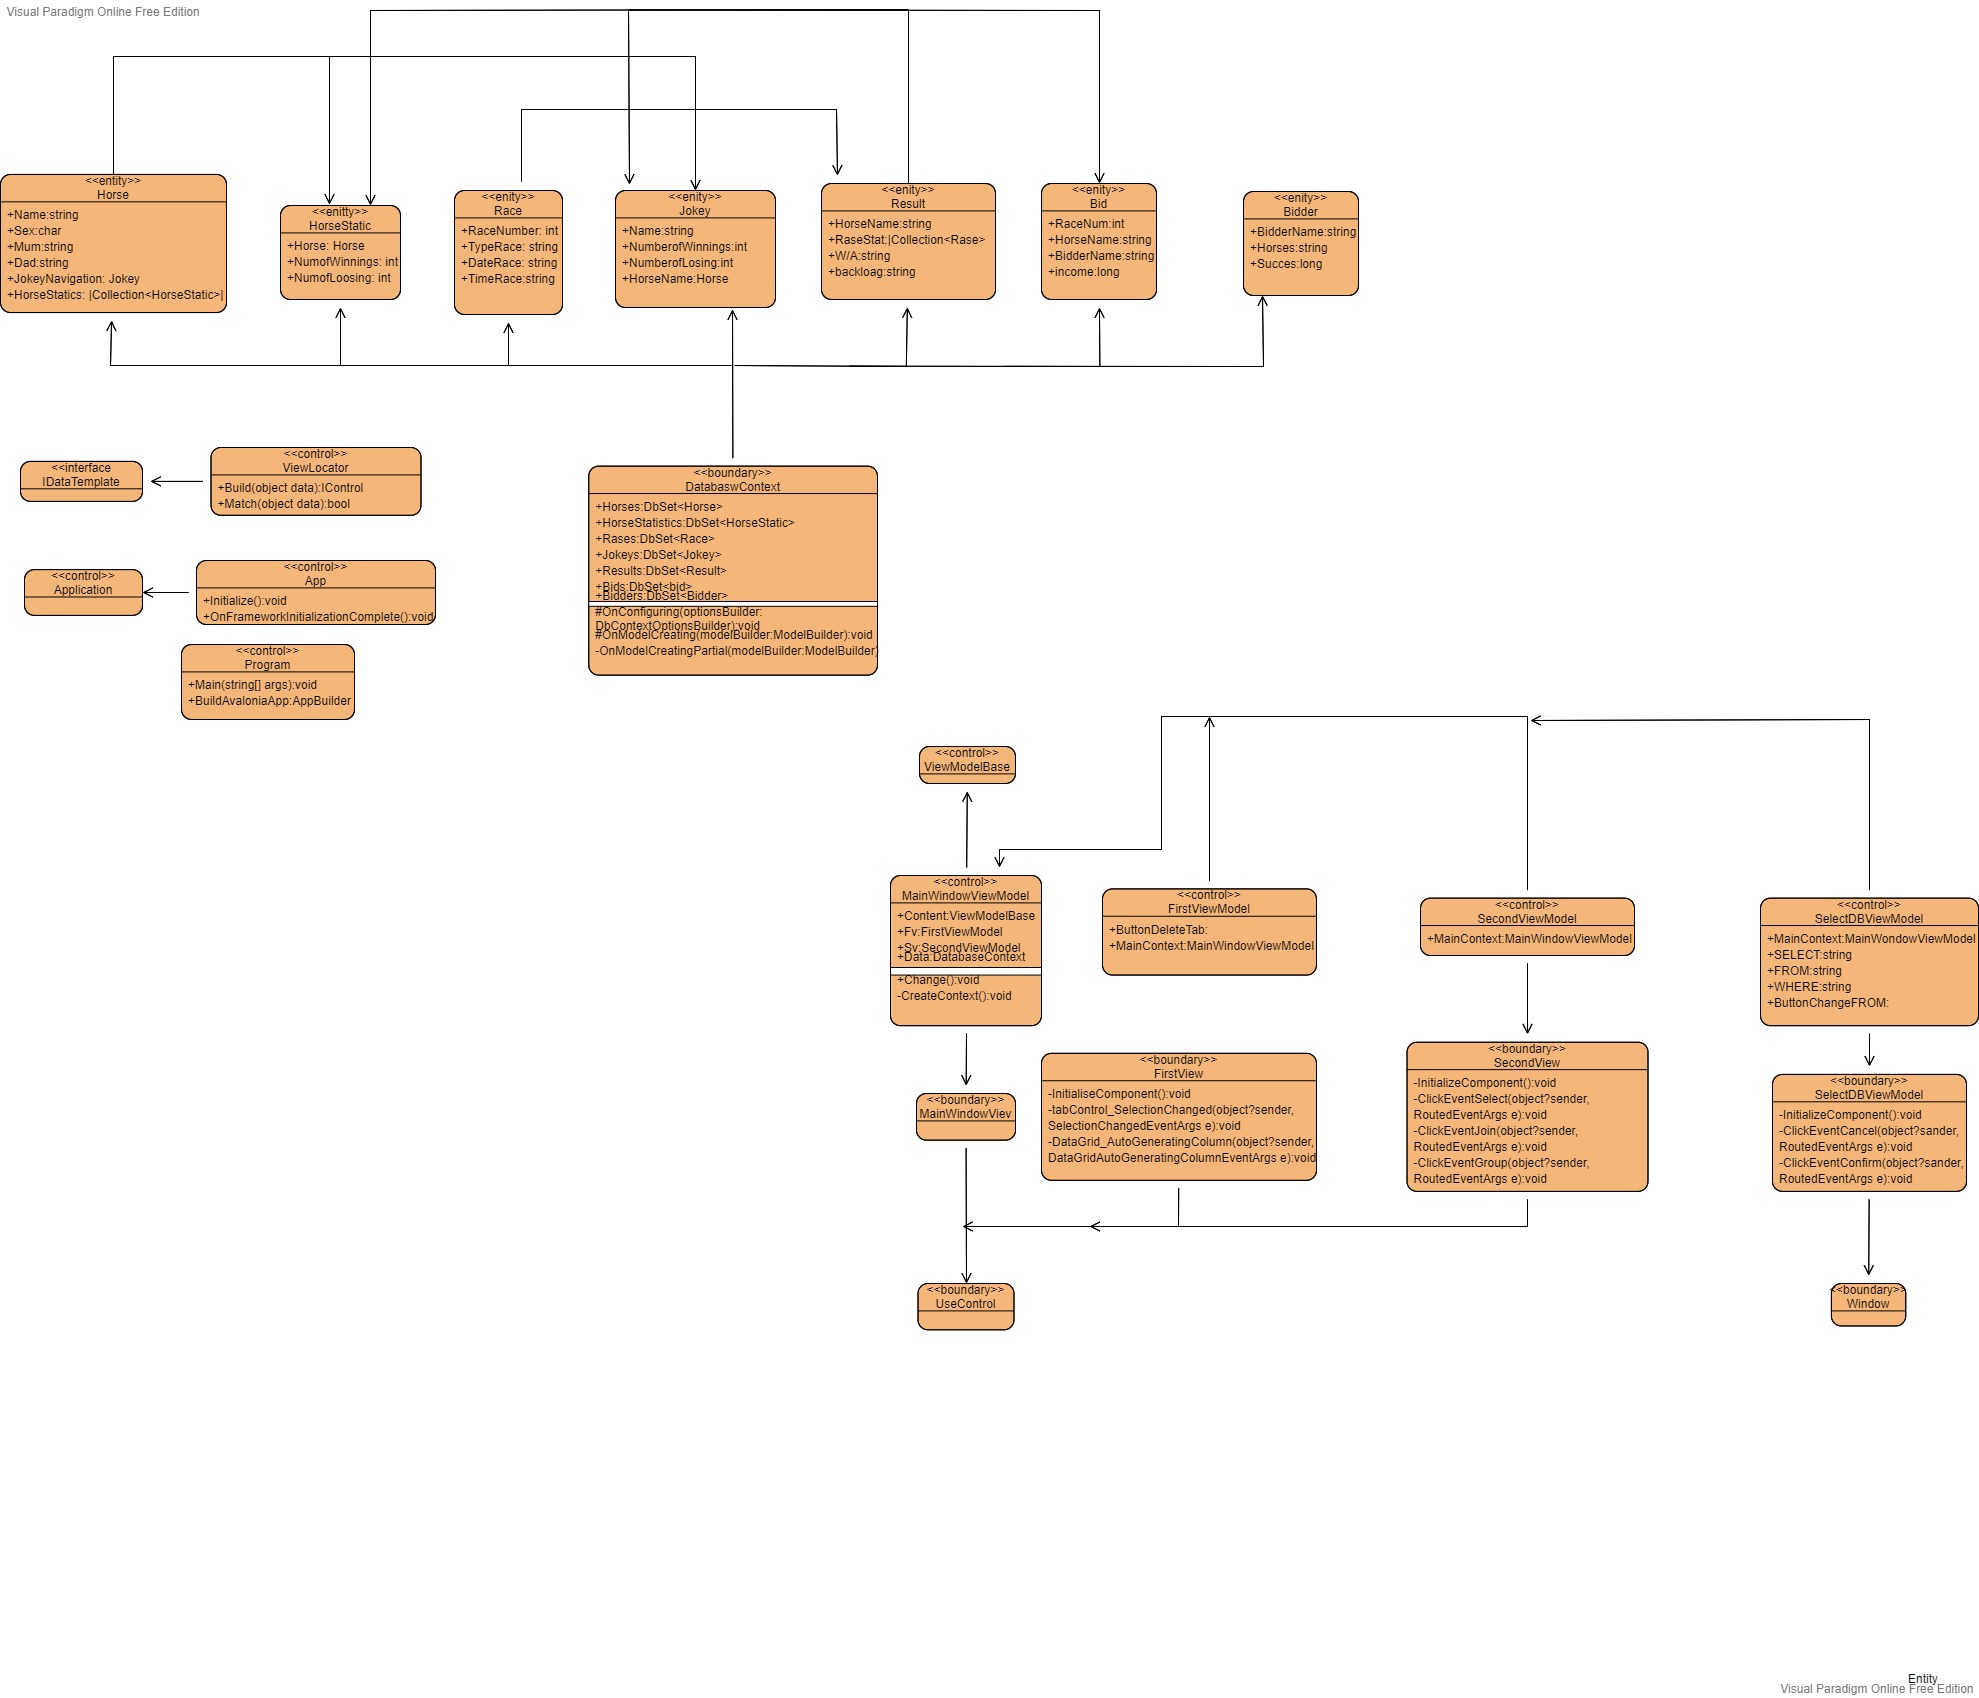 Visual Paradigm Online Free Edition
<<entity>>
Horse
+Name:string
+Sex:char
+Mum:string
+Dad:string
+JokeyNavigation: Jokey
+HorseStatics: |Collection<HorseStatic>|
<<enitty>>
HorseStatic
+Horse: Horse
+NumofWinnings: int
+NumofLoosing: int
<<enity>>
Race
+RaceNumber: int
+TypeRace: string
+DateRace: string
+TimeRace:string
<<enity>>
Jokey
+Name:string
+NumberofWinnings:int
+NumberofLosing:int
+HorseName:Horse
<<enity>>
Result
+HorseName:string
+RaseStat:|Collection<Rase>
+W/A:string
+backloag:string
<<enity>>
Bid
+RaceNum:int
+HorseName:string
+BidderName:string
+income:long
<<enity>>
Bidder
+BidderName:string
+Horses:string
+Succes:long
<<interface
IDataTemplate
<<control>>
ViewLocator
+Build(object data):IControl
+Match(object data):bool
<<boundary>>
DatabaswContext
+Horses:DbSet<Horse>
+HorseStatistics:DbSet<HorseStatic>
+Rases:DbSet<Race>
+Jokeys:DbSet<Jokey>
+Results:DbSet<Result>
+Bids:DbSet<bid>
+Bidders:DbSet<Bidder>
#OnConfiguring(optionsBuilder:
DbContextOptionsBuilder):void
#OnModelCreating(modelBuilder:ModelBuilder):void
-OnModelCreatingPartial(modelBuilder:ModelBuilder)
<<control>>
Application
<<control>>
App
+Initialize():void
+OnFrameworkInitializationComplete():void
<<control>>
Program
+Main(string[] args):void
+BuildAvaloniaApp:AppBuilder
<<control>>
ViewModelBase
<<control>>
MainWindowViewModel
+Content:ViewModelBase
+Fv:FirstViewModel
+Sv:SecondViewModel
+Data:DatabaseContext
+Change():void
-CreateContext():void
<<control>>
FirstViewModel
+ButtonDeleteTab:
+MainContext:MainWindowViewModel
<<control>>
SecondViewModel
+MainContext:MainWindowViewModel
<<control>>
SelectDBViewModel
+MainContext:MainWondowViewModel
+SELECT:string
+FROM:string
+WHERE:string
+ButtonChangeFROM:
<<boundary>>
MainWindowViev
<<boundary>>
FirstView
-InitialiseComponent():void
-tabControl_SelectionChanged(object?sender,
SelectionChangedEventArgs e):void
-DataGrid_AutoGeneratingColumn(object?sender,
DataGridAutoGeneratingColumnEventArgs e):void
<<boundary>>
SecondView
-InitializeComponent():void
-ClickEventSelect(object?sender,
RoutedEventArgs e):void
-ClickEventJoin(object?sender,
RoutedEventArgs e):void
-ClickEventGroup(object?sender,
RoutedEventArgs e):void
<<boundary>>
SelectDBViewModel
-InitializeComponent():void
-ClickEventCancel(object?sander,
RoutedEventArgs e):void
-ClickEventConfirm(object?sander,
RoutedEventArgs e):void
<<boundary>>
UseControl
<<boundary>>
Window
Entity
Visual Paradigm Online Free Edition